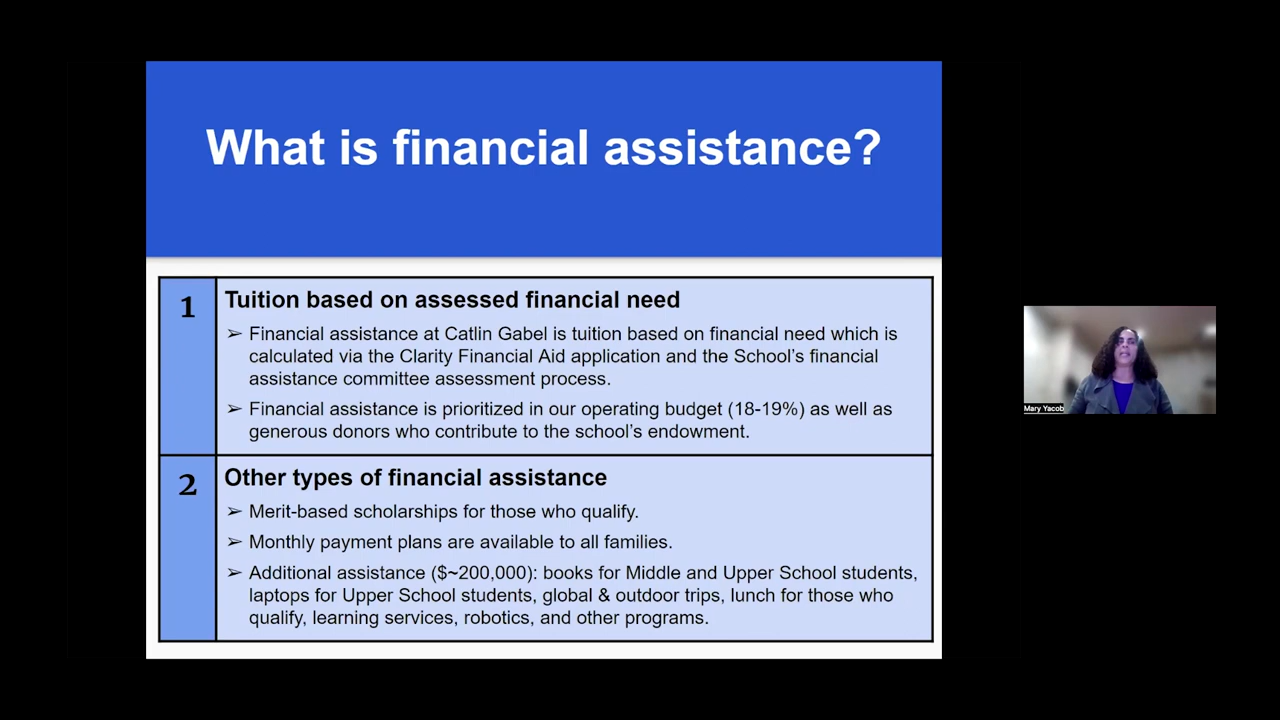 What is financial assistance?
1
Tuition based on assessed financial need
➢ Financial assistance at Catlin Gabel is tuition based on financial need which is
calculated via the Clarity Financial Aid application and the School's financial
assistance committee assessment process.
➢ Financial assistance is prioritized in our operating budget (18-19%) as well as
generous donors who contribute to the school's endowment.
2
Other types of financial assistance
➢ Merit-based scholarships for those who qualify.
➢ Monthly payment plans are available to all families.
➢ Additional assistance ($~200,000): books for Middle and Upper School students,
laptops for Upper School students, global & outdoor trips, lunch for those who
qualify, learning services, robotics, and other programs.
Mary Yacob